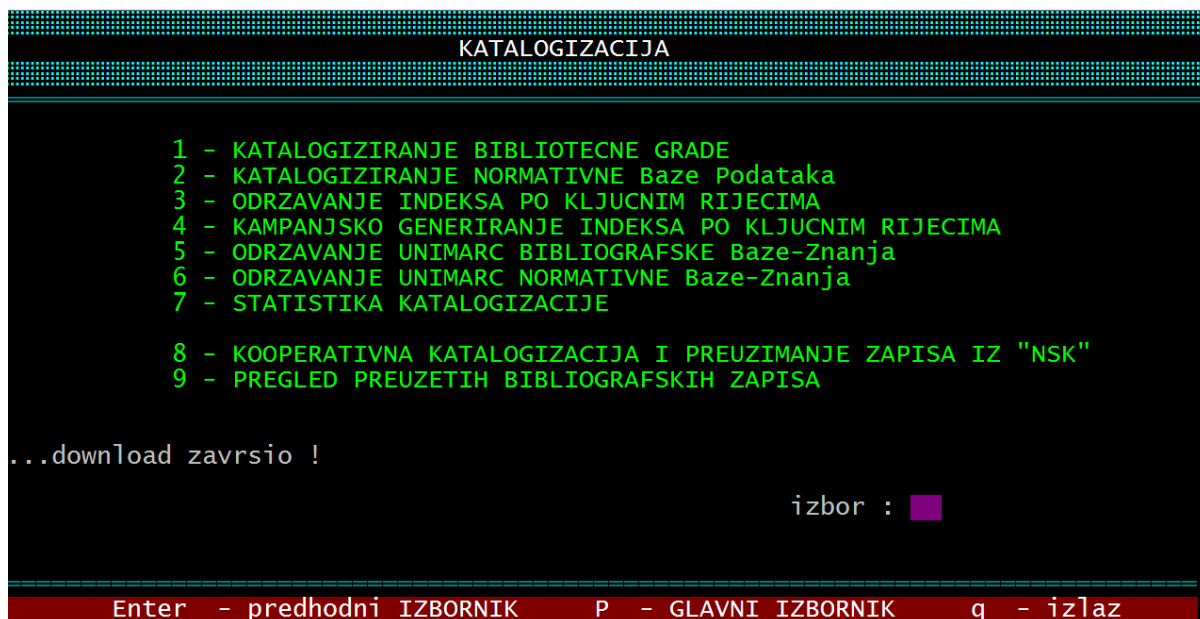 KATALOGIZACIJA
1 - KATALOGIZIRANJE BIBLIOTECNE GRADE
2 - KATALOGIZIRANJE NORMATIVNE Baze Podataka
3 - ODRZAVANJE INDEKSA PO KLJUCNIM RIJECIMA
4 - KAMPANJSKO GENERIRANJE INDEKSA PO KLJUCNIM RIJECIMA
5 - ODRZAVANJE UNIMARC BIBLIOGRAFSKE Baze-Znanja
6 - ODRZAVANJE UNIMARC NORMATIVNE Baze-Znanja
7 - STATISTIKA KATALOGIZACIJE
8 - KOOPERATIVNA KATALOGIZACIJA I PREUZIMANJE ZAPISA IZ "NSK"
9 - PREGLED PREUZETIH BIBLIOGRAFSKIH ZAPISA
...download zavrsio !
izbor :
Enter - predhodni IZBORNIK P - GLAVNI IZBORNIK q - izlaz